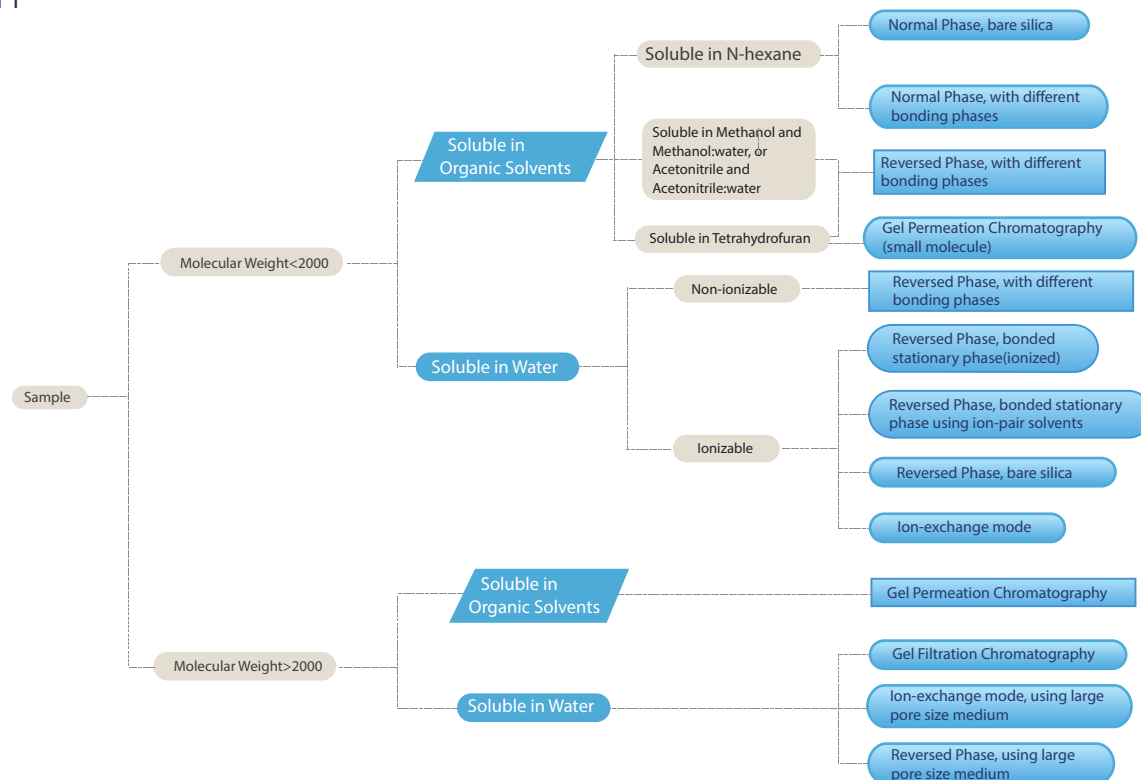 Normal Phase, bare silica
Soluble in N-hexane
Normal Phase, with different
bonding phases
Soluble in
Organic Solvents
Soluble in Methanol and
Methanol:water, or
Acetonitrile and
Acetonitrile:water
Reversed Phase, with different
bonding phases
Soluble in Tetrahydrofuran
Gel Permeation Chromatography
(small molecule)
Molecular Weight<2000
Non-ionizable
Reversed Phase, with different
bonding phases
Soluble in Water
Reversed Phase, bonded
stationary phase(ionized)
Sample
Reversed Phase, bonded stationary
phase using ion-pair solvents
Ionizable
Reversed Phase, bare silica
Ion-exchange mode
Soluble in
Organic Solvents
Gel Permeation Chromatography
Molecular Weight>2000
Gel Filtration Chromatography
Soluble in Water
Ion-exchange mode, using large
pore size medium
Reversed Phase, using large
pore size medium